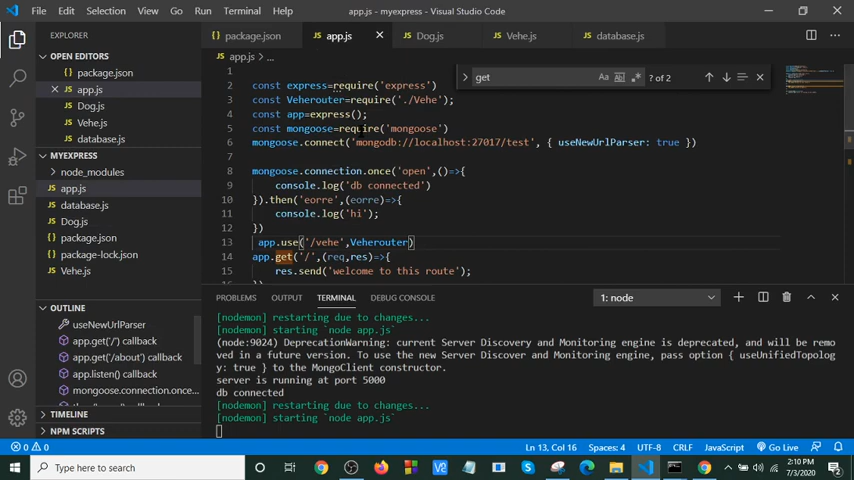 File Edit Selection View Go Run Terminal Help
app.js - myexpress - Visual Studio Code
EXPLORER
package.json
app.js
Dog.js
Vehe.js
database.js
app.js > ...
OPEN EDITORS
package.json
app.js
Dog.js
Vehe.js
database.js
MYEXPRESS
node_modules
app.js
database.js
Dog.js
package.json
package-lock.json
Vehe.js
OUTLINE
useNewUrlParser
app.get('/') callback
app.get('/about') callback
app.listen() callback
mongoose.connection.once...
TIMELINE
NPM SCRIPTS
get
Aa
? of 2
1
2 const express=require('express')
3 const Veherouter=require('./Vehe');
4 const app=express();
5 const mongoose=require('mongoose')
6 mongoose.connect('mongodb://localhost:27017/test', { useNewUrlParser: true })
7
8 mongoose.connection.once('open',()=>{
9 console.log('db connected')
10 }).then('eorre',(eorre)=>{
11 console.log('hi');
12 })
13 app.use('/vehe',Veherouter)
14 app.get('/',(req,res)=>{
15 res.send('welcome to this route');
PROBLEMS OUTPUT TERMINAL DEBUG CONSOLE
1: node
[nodemon] restarting due to changes...
[nodemon] starting `node app.js`
(node:9024) DeprecationWarning: current Server Discovery and Monitoring engine is deprecated, and will be remo
ved in a future version. To use the new Server Discover and Monitoring engine, pass option { useUnifiedTopolog
y: true } to the MongoClient constructor.
server is running at port 5000
db connected
[nodemon] restarting due to changes...
[nodemon] starting `node app.js`
0 0
Ln 13, Col 16 Spaces: 4 UTF-8 CRLF JavaScript Go Live
Type here to search
2:10 PM
7/3/2020